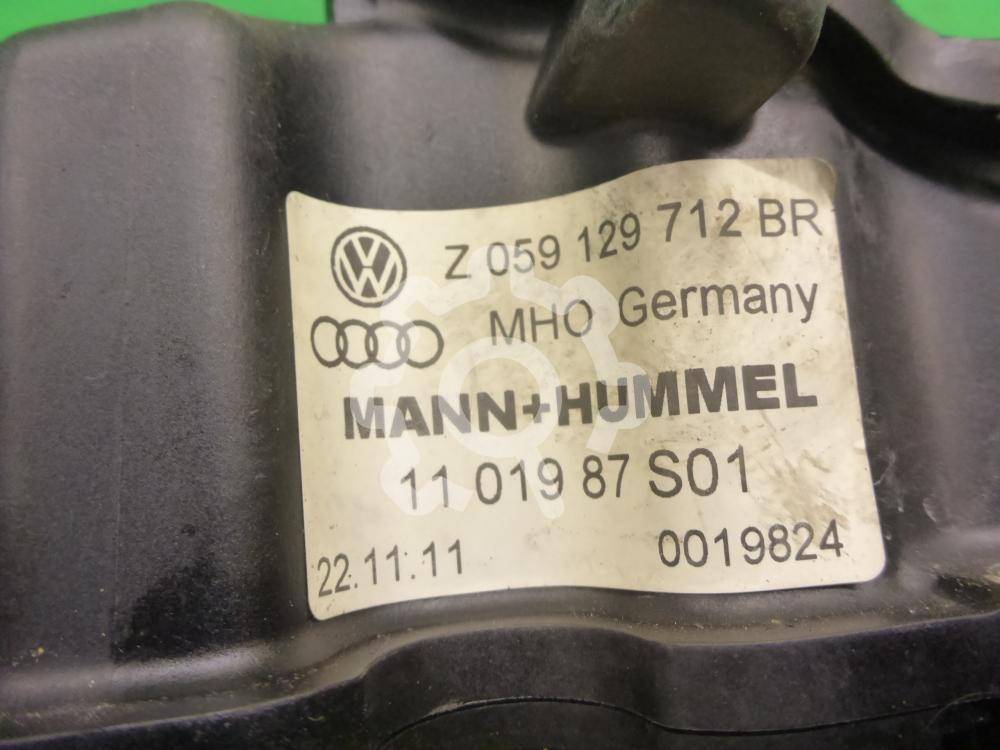 Z 059 129 712 BR
MHO Germany
MANN+HUMMEL
11 019 87 S01
22.11.11 0019824